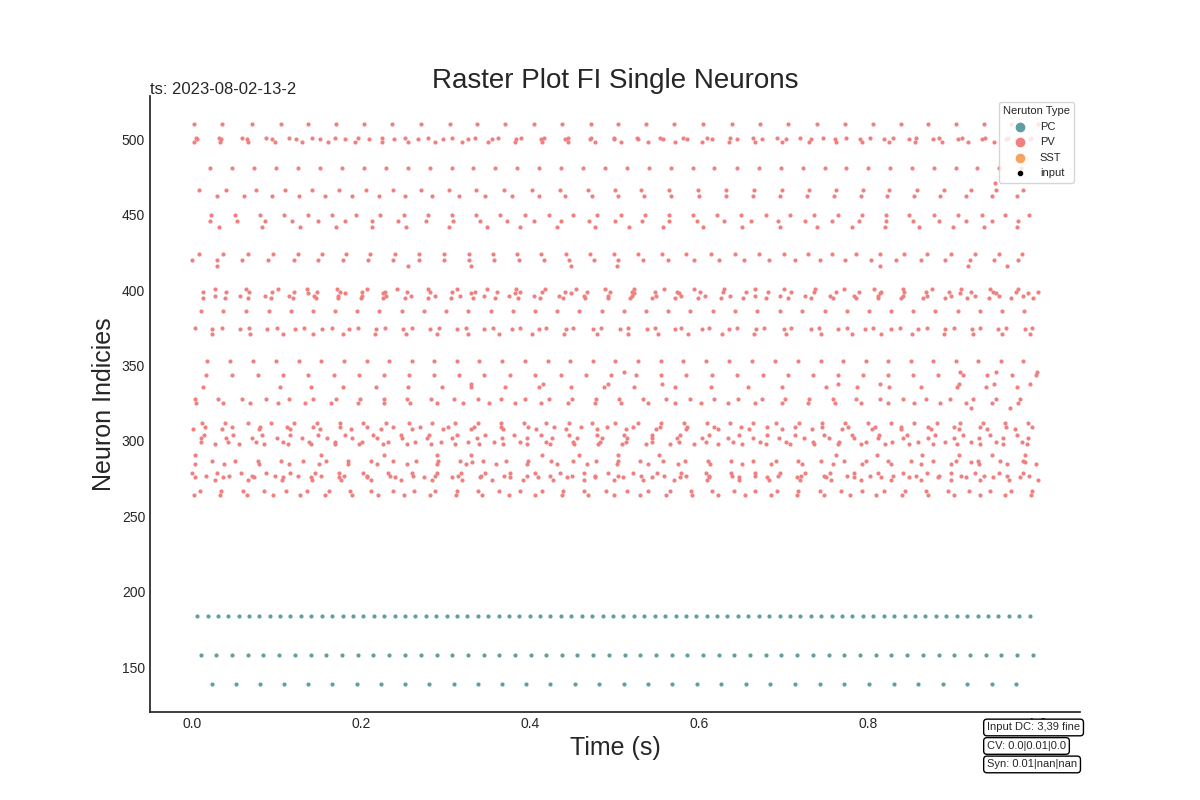 Raster Plot FI Single Neurons
ts: 2023-08-02-13-2
Neruton Type
PC
PV
SST
input
500
450
400
350
300
250
200
150
Neuron Indicies
0.0 0.2 0.4 0.6 0.8
Time (s)
Input DC: 3,39 fine
CV: 0.0|0.01|0.0
Syn: 0.01|nan|nan